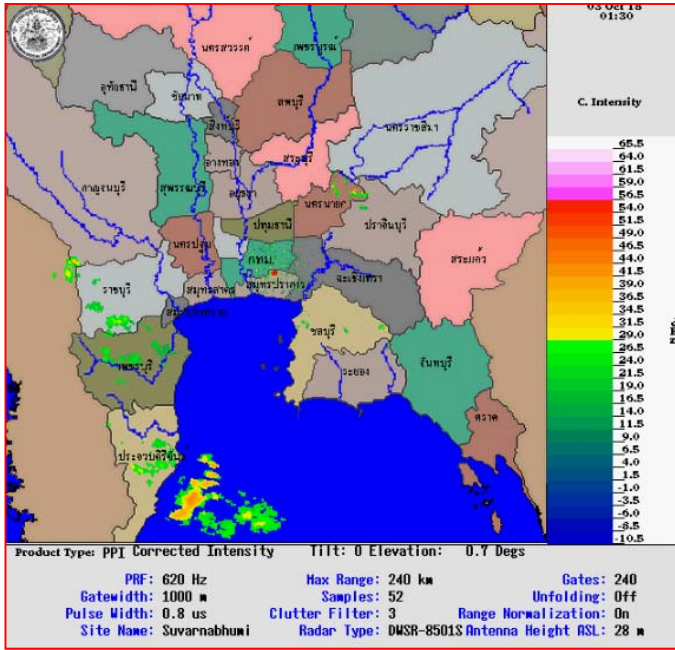 03 Oct 18
01:30
C. Intensity
นครสวรรค์
เพชรบูรณ์
อุทัยธานี
ชัยนาท
ลพบุรี
สิงห์บุรี
นครราชสีมา
อ่างทอง
สระบุรี
กาญจนบุรี
สุพรรณบุรี
อยุธยา
นครนายก
ปทุมธานี
ปราจีนบุรี
นครปฐม
กทม.
สระแก้ว
ราชบุรี
สมุทรสาคร
สมุทรปราการ
ฉะเชิงเทรา
ชลบุรี
เพชรบุรี
ระยอง
จันทบุรี
ตราด
ประจวบคีรีขันธ์
65.5
64.0
61.5
59.0
56.5
54.0
51.5
49.0
46.5
44.0
41.5
39.0
36.5
34.0
31.5
29.0
26.5
24.0
21.5
19.0
16.5
14.0
11.5
9.0
6.5
4.0
1.5
-1.0
-3.5
-6.0
-8.5
-10.5
Product Type: PPI Corrected Intensity Tilt: 0 Elevation: 0.7 Degs
PRF: 620 Hz Max Range: 240 km Gates: 240
Gatewidth: 1000 m Samples: 52 Unfolding: Off
Pulse Width: 0.8 us Clutter Filter: 3 Range Normalization: On
Site Name: Suvarnabhumi Radar Type: DWSR-8501S Antenna Height ASL: 28 m